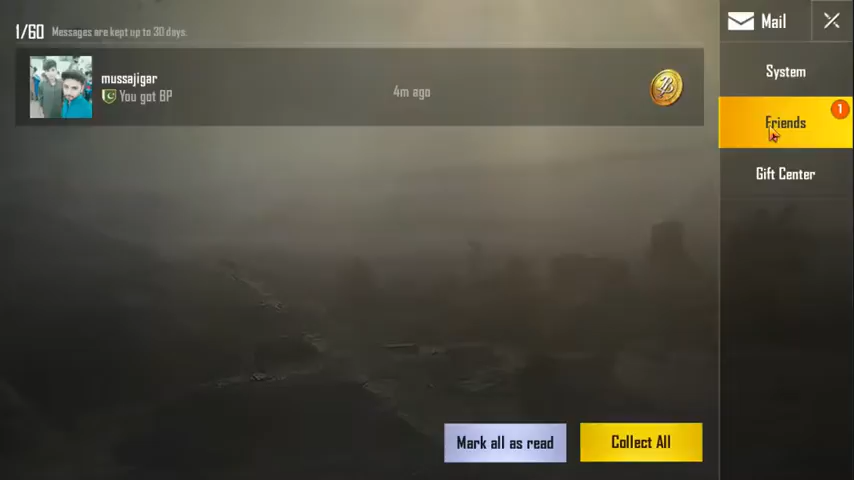 1/60 Messages are kept up to 30 days.
Mail
mussajigar
You got BP
4m ago
System
Friends
1
Gift Center
Mark all as read
Collect All